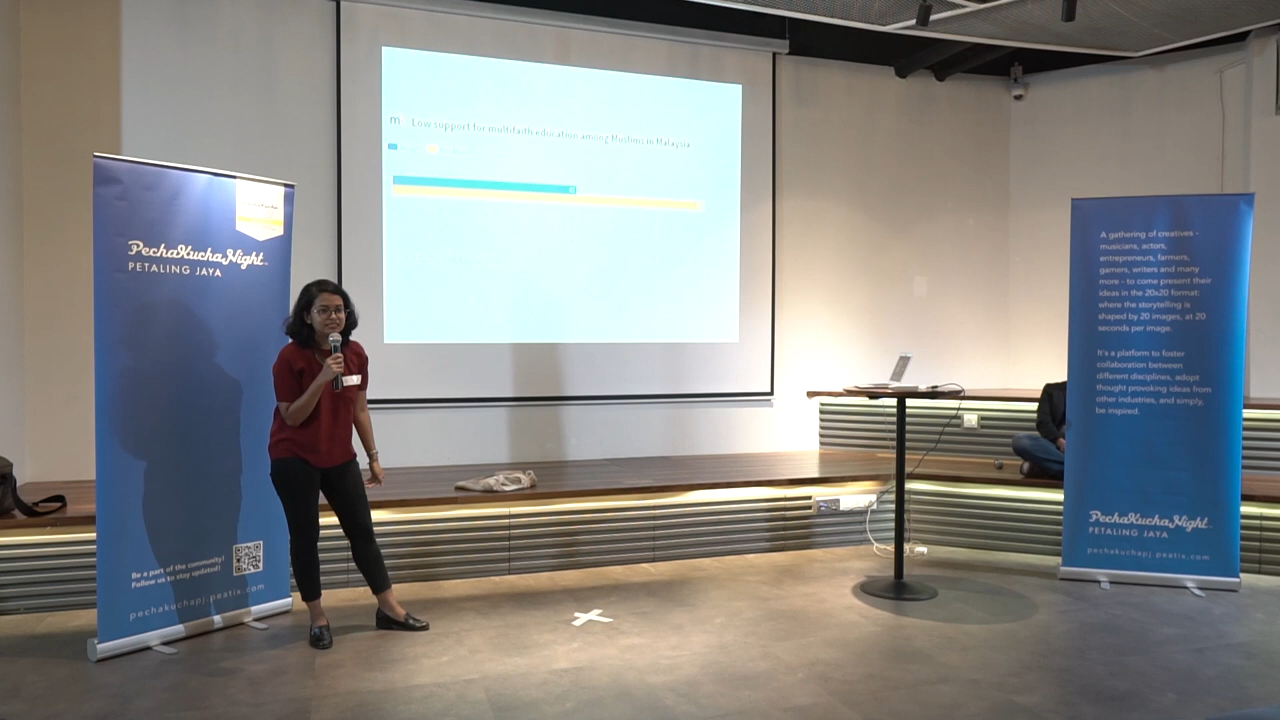 m Low support for multifaith education among Muslims in Malaysia
PechaKucha Night
PETALING JAYA
Be a part of the community!
Follow us to stay updated!
pechakuchapj.peatix.com
A gathering of creatives -
musicians, actors,
entrepreneurs, farmers,
gamers, writers and many
more - to come present their
ideas in the 20x20 format:
where the storytelling is
shaped by 20 images, at 20
seconds per image.
It's a platform to foster
collaboration between
different disciplines, adopt
thought provoking ideas from
other industries, and simply,
be inspired.
PechaKucha Night
PETALING JAYA
pechakuchapj.peatix.com